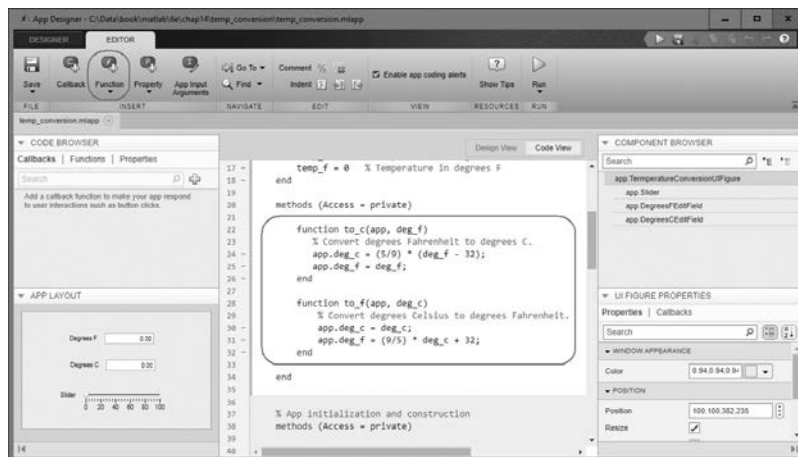 App Designer - C:\Data\book\matlab\6e\chap14\temp_conversion\temp_conversion.mlapp
DESIGNER EDITOR
Save Callback Function Property App Input Arguments
Go To
Find
Comment
Indent
Enable app coding alerts
Show Tips
Run
FILE INSERT NAVIGATE EDIT VIEW RESOURCES RUN
temp_conversion.mlapp
CODE BROWSER
Callbacks | Functions | Properties
Search
Add a callback function to make your app respond
to user interactions such as button clicks.
APP LAYOUT
Degrees F 0.00
Degrees C 0.00
Slider
0 20 40 60 80 100
Design View Code View
17 - temp_f = 0 % Temperature in degrees F
18 - end
19
20 - methods (Access = private)
21
22 function to_c(app, deg_f)
23 % Convert degrees Fahrenheit to degrees C.
24 - app.deg_c = (5/9) * (deg_f - 32);
25 - app.deg_f = deg_f;
26 - end
27
28 function to_f(app, deg_c)
29 % Convert degrees Celsius to degrees Fahrenheit.
30 - app.deg_c = deg_c;
31 - app.deg_f = (9/5) * deg_c + 32;
32 - end
33
34 end
35
36
37 % App initialization and construction
38 methods (Access = private)
39
40
COMPONENT BROWSER
Search
app.TermperatureConversionUIFigure
app.Slider
app.DegreesFEditField
app.DegreesCEditField
UI FIGURE PROPERTIES
Properties | Callbacks
Search
WINDOW APPEARANCE
Color 0.94,0.94,0.94
POSITION
Position 100,100,382,235
Resize